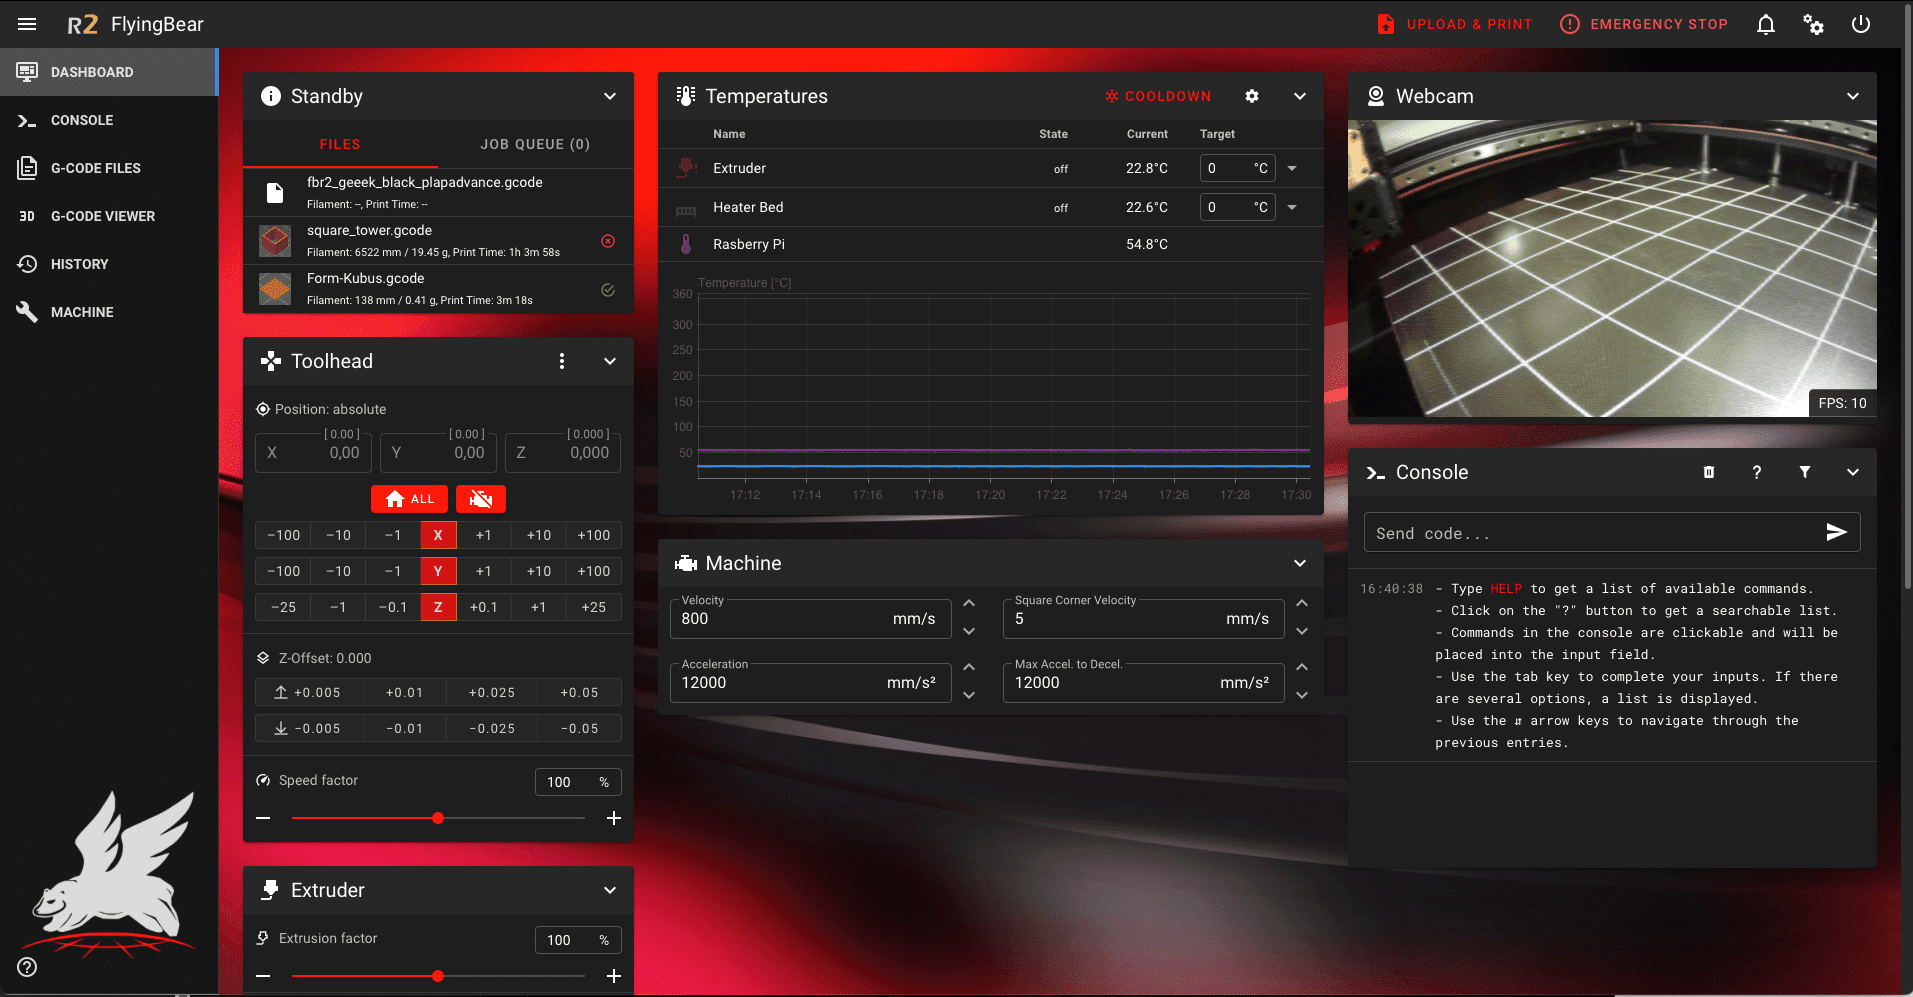 R2 FlyingBear
UPLOAD & PRINT
EMERGENCY STOP
DASHBOARD
CONSOLE
G-CODE FILES
3D G-CODE VIEWER
HISTORY
MACHINE
Standby
FILES
JOB QUEUE (0)
fbr2_geeek_black_plapadvance.gcode
Filament: --, Print Time: --
square_tower.gcode
Filament: 6522 mm / 19.45 g, Print Time: 1h 3m 58s
Form-Kubus.gcode
Filament: 138 mm / 0.41 g, Print Time: 3m 18s
Toolhead
Position: absolute
[ 0.00 ] [ 0.00 ] [ 0.000 ]
X 0,00 Y 0,00 Z 0,000
ALL
−100 −10 −1 X +1 +10 +100
−100 −10 −1 Y +1 +10 +100
−25 −1 −0.1 Z +0.1 +1 +25
Z-Offset: 0.000
+0.005 +0.01 +0.025 +0.05
−0.005 −0.01 −0.025 −0.05
Speed factor 100 %
Extruder
Extrusion factor 100 %
Temperatures
COOLDOWN
Name State Current Target
Extruder off 22.8°C 0 °C
Heater Bed off 22.6°C 0 °C
Rasberry Pi 54.8°C
Temperature [°C]
360
300
250
200
150
100
50
17:12 17:14 17:16 17:18 17:20 17:22 17:24 17:26 17:28 17:30
Machine
Velocity
800 mm/s
Square Corner Velocity
5 mm/s
Acceleration
12000 mm/s²
Max Accel. to Decel.
12000 mm/s²
Webcam
FPS: 10
Console
?
Send code...
16:40:38 - Type HELP to get a list of available commands.
- Click on the "?" button to get a searchable list.
- Commands in the console are clickable and will be
placed into the input field.
- Use the tab key to complete your inputs. If there
are several options, a list is displayed.
- Use the ⇵ arrow keys to navigate through the
previous entries.